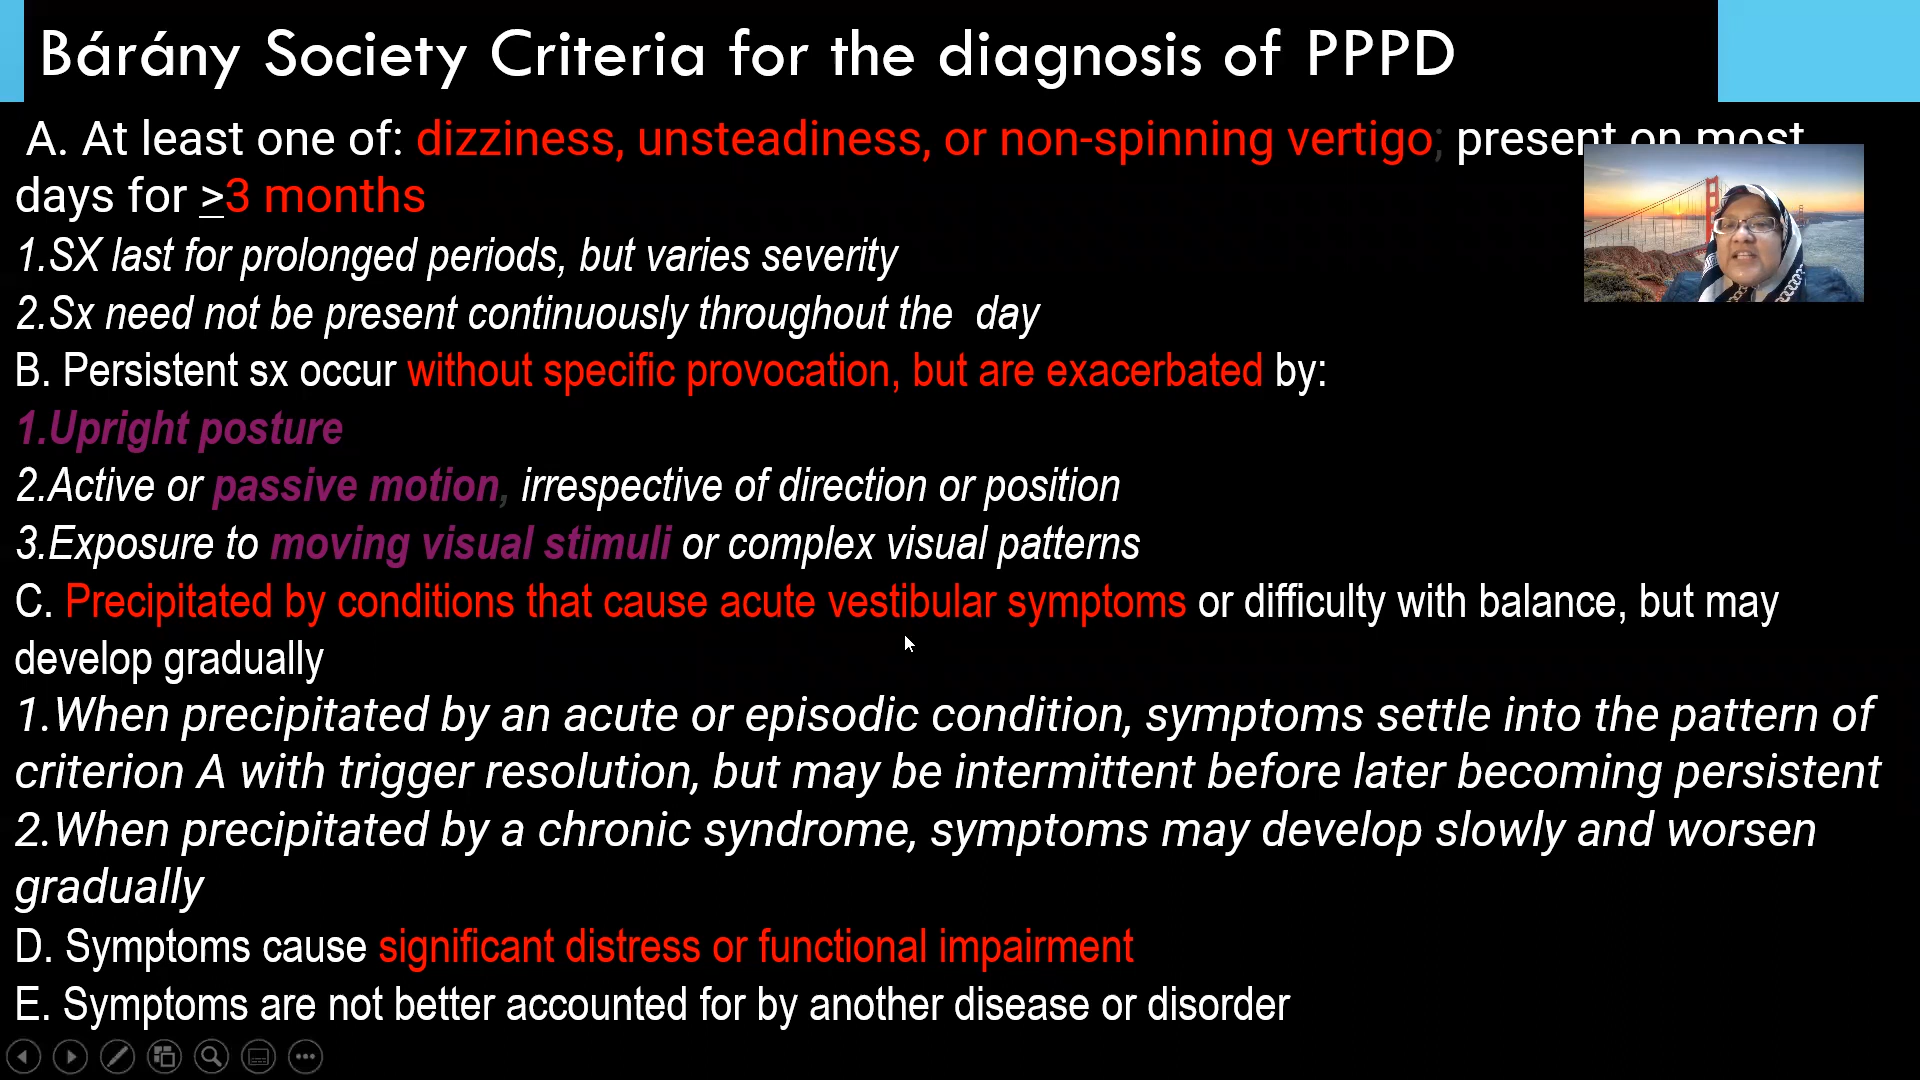 Bárány Society Criteria for the diagnosis of PPPD
A. At least one of: dizziness, unsteadiness, or non-spinning vertigo; present on most
days for >3 months
1.SX last for prolonged periods, but varies severity
2.Sx need not be present continuously throughout the day
B. Persistent sx occur without specific provocation, but are exacerbated by:
1.Upright posture
2.Active or passive motion, irrespective of direction or position
3.Exposure to moving visual stimuli or complex visual patterns
C. Precipitated by conditions that cause acute vestibular symptoms or difficulty with balance, but may
develop gradually
1.When precipitated by an acute or episodic condition, symptoms settle into the pattern of
criterion A with trigger resolution, but may be intermittent before later becoming persistent
2.When precipitated by a chronic syndrome, symptoms may develop slowly and worsen
gradually
D. Symptoms cause significant distress or functional impairment
E. Symptoms are not better accounted for by another disease or disorder